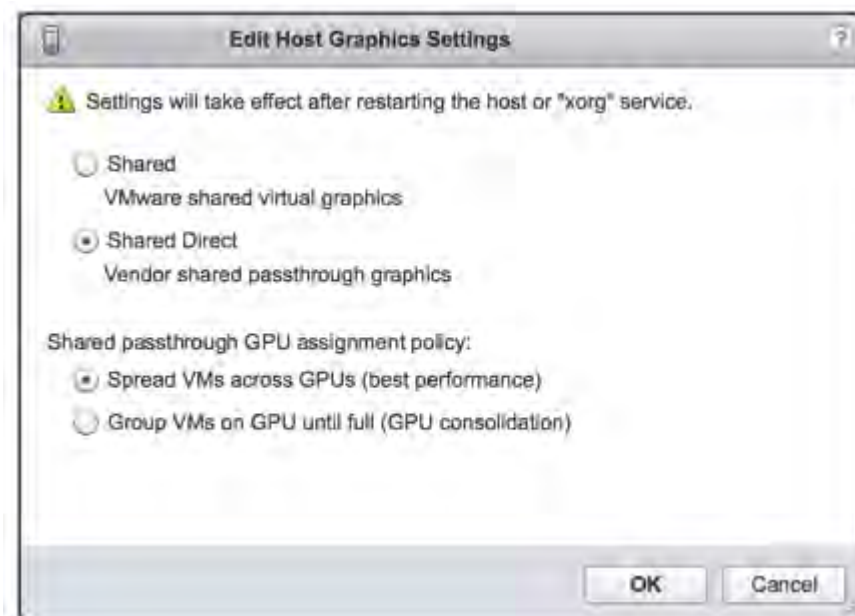 Edit Host Graphics Settings
?
Settings will take effect after restarting the host or "xorg" service.
Shared
VMware shared virtual graphics
Shared Direct
Vendor shared passthrough graphics
Shared passthrough GPU assignment policy:
Spread VMs across GPUs (best performance)
Group VMs on GPU until full (GPU consolidation)
OK Cancel